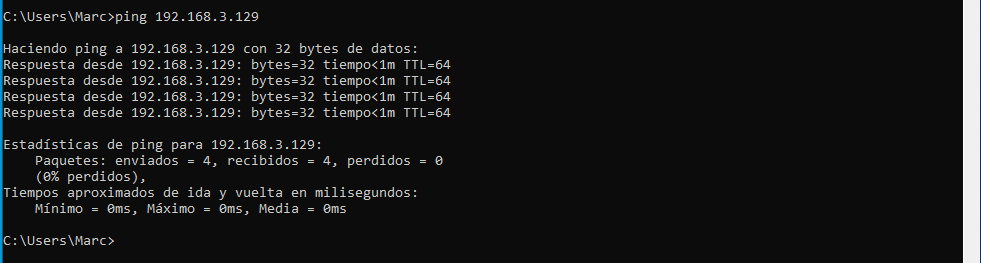 C:\Users\Marc>ping 192.168.3.129
Haciendo ping a 192.168.3.129 con 32 bytes de datos:
Respuesta desde 192.168.3.129: bytes=32 tiempo<1m TTL=64
Respuesta desde 192.168.3.129: bytes=32 tiempo<1m TTL=64
Respuesta desde 192.168.3.129: bytes=32 tiempo<1m TTL=64
Respuesta desde 192.168.3.129: bytes=32 tiempo<1m TTL=64
Estadísticas de ping para 192.168.3.129:
Paquetes: enviados = 4, recibidos = 4, perdidos = 0
(0% perdidos),
Tiempos aproximados de ida y vuelta en milisegundos:
Mínimo = 0ms, Máximo = 0ms, Media = 0ms
C:\Users\Marc>